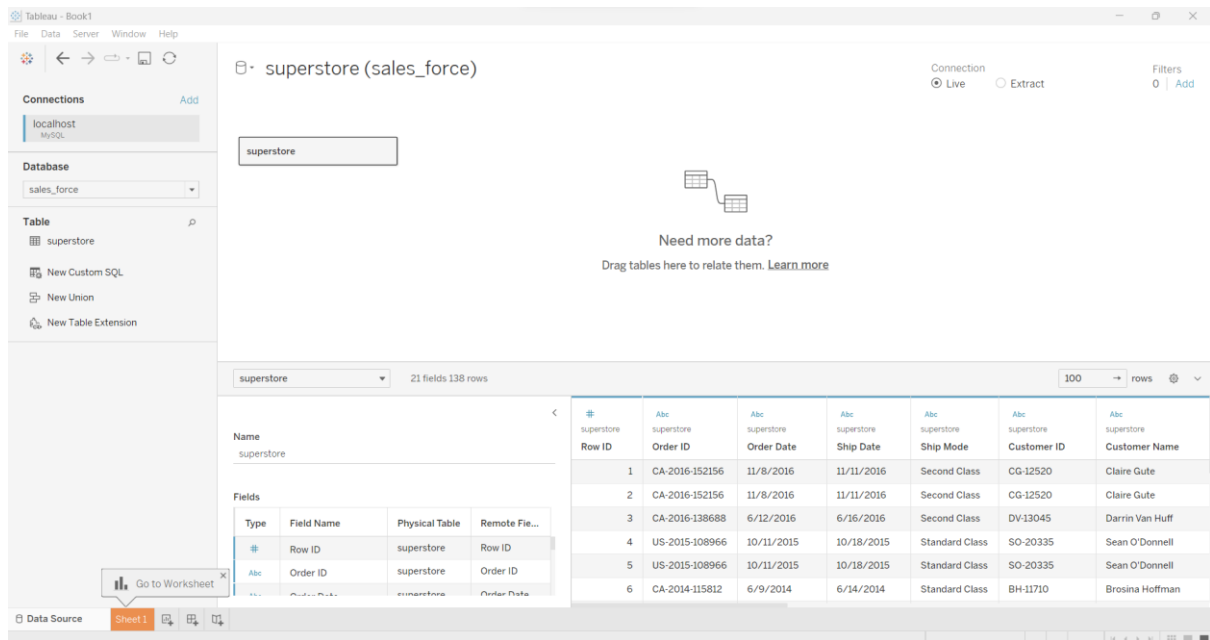 Tableau - Book1
File Data Server Window Help
Connections Add
localhost
MySQL
Database
sales_force
Table
superstore
New Custom SQL
New Union
New Table Extension
superstore (sales_force)
Connection
Live Extract
Filters
0 Add
superstore
Need more data?
Drag tables here to relate them. Learn more
superstore 21 fields 138 rows 100 → rows
Name
superstore
Fields
Type Field Name Physical Table Remote Fie...
# Row ID superstore Row ID
Abc Order ID superstore Order ID
Abc Order Date superstore Order Date
# Abc Abc Abc Abc Abc Abc
superstore superstore superstore superstore superstore superstore superstore
Row ID Order ID Order Date Ship Date Ship Mode Customer ID Customer Name
1 CA-2016-152156 11/8/2016 11/11/2016 Second Class CG-12520 Claire Gute
2 CA-2016-152156 11/8/2016 11/11/2016 Second Class CG-12520 Claire Gute
3 CA-2016-138688 6/12/2016 6/16/2016 Second Class DV-13045 Darrin Van Huff
4 US-2015-108966 10/11/2015 10/18/2015 Standard Class SO-20335 Sean O'Donnell
5 US-2015-108966 10/11/2015 10/18/2015 Standard Class SO-20335 Sean O'Donnell
6 CA-2014-115812 6/9/2014 6/14/2014 Standard Class BH-11710 Brosina Hoffman
Go to Worksheet
Data Source Sheet 1